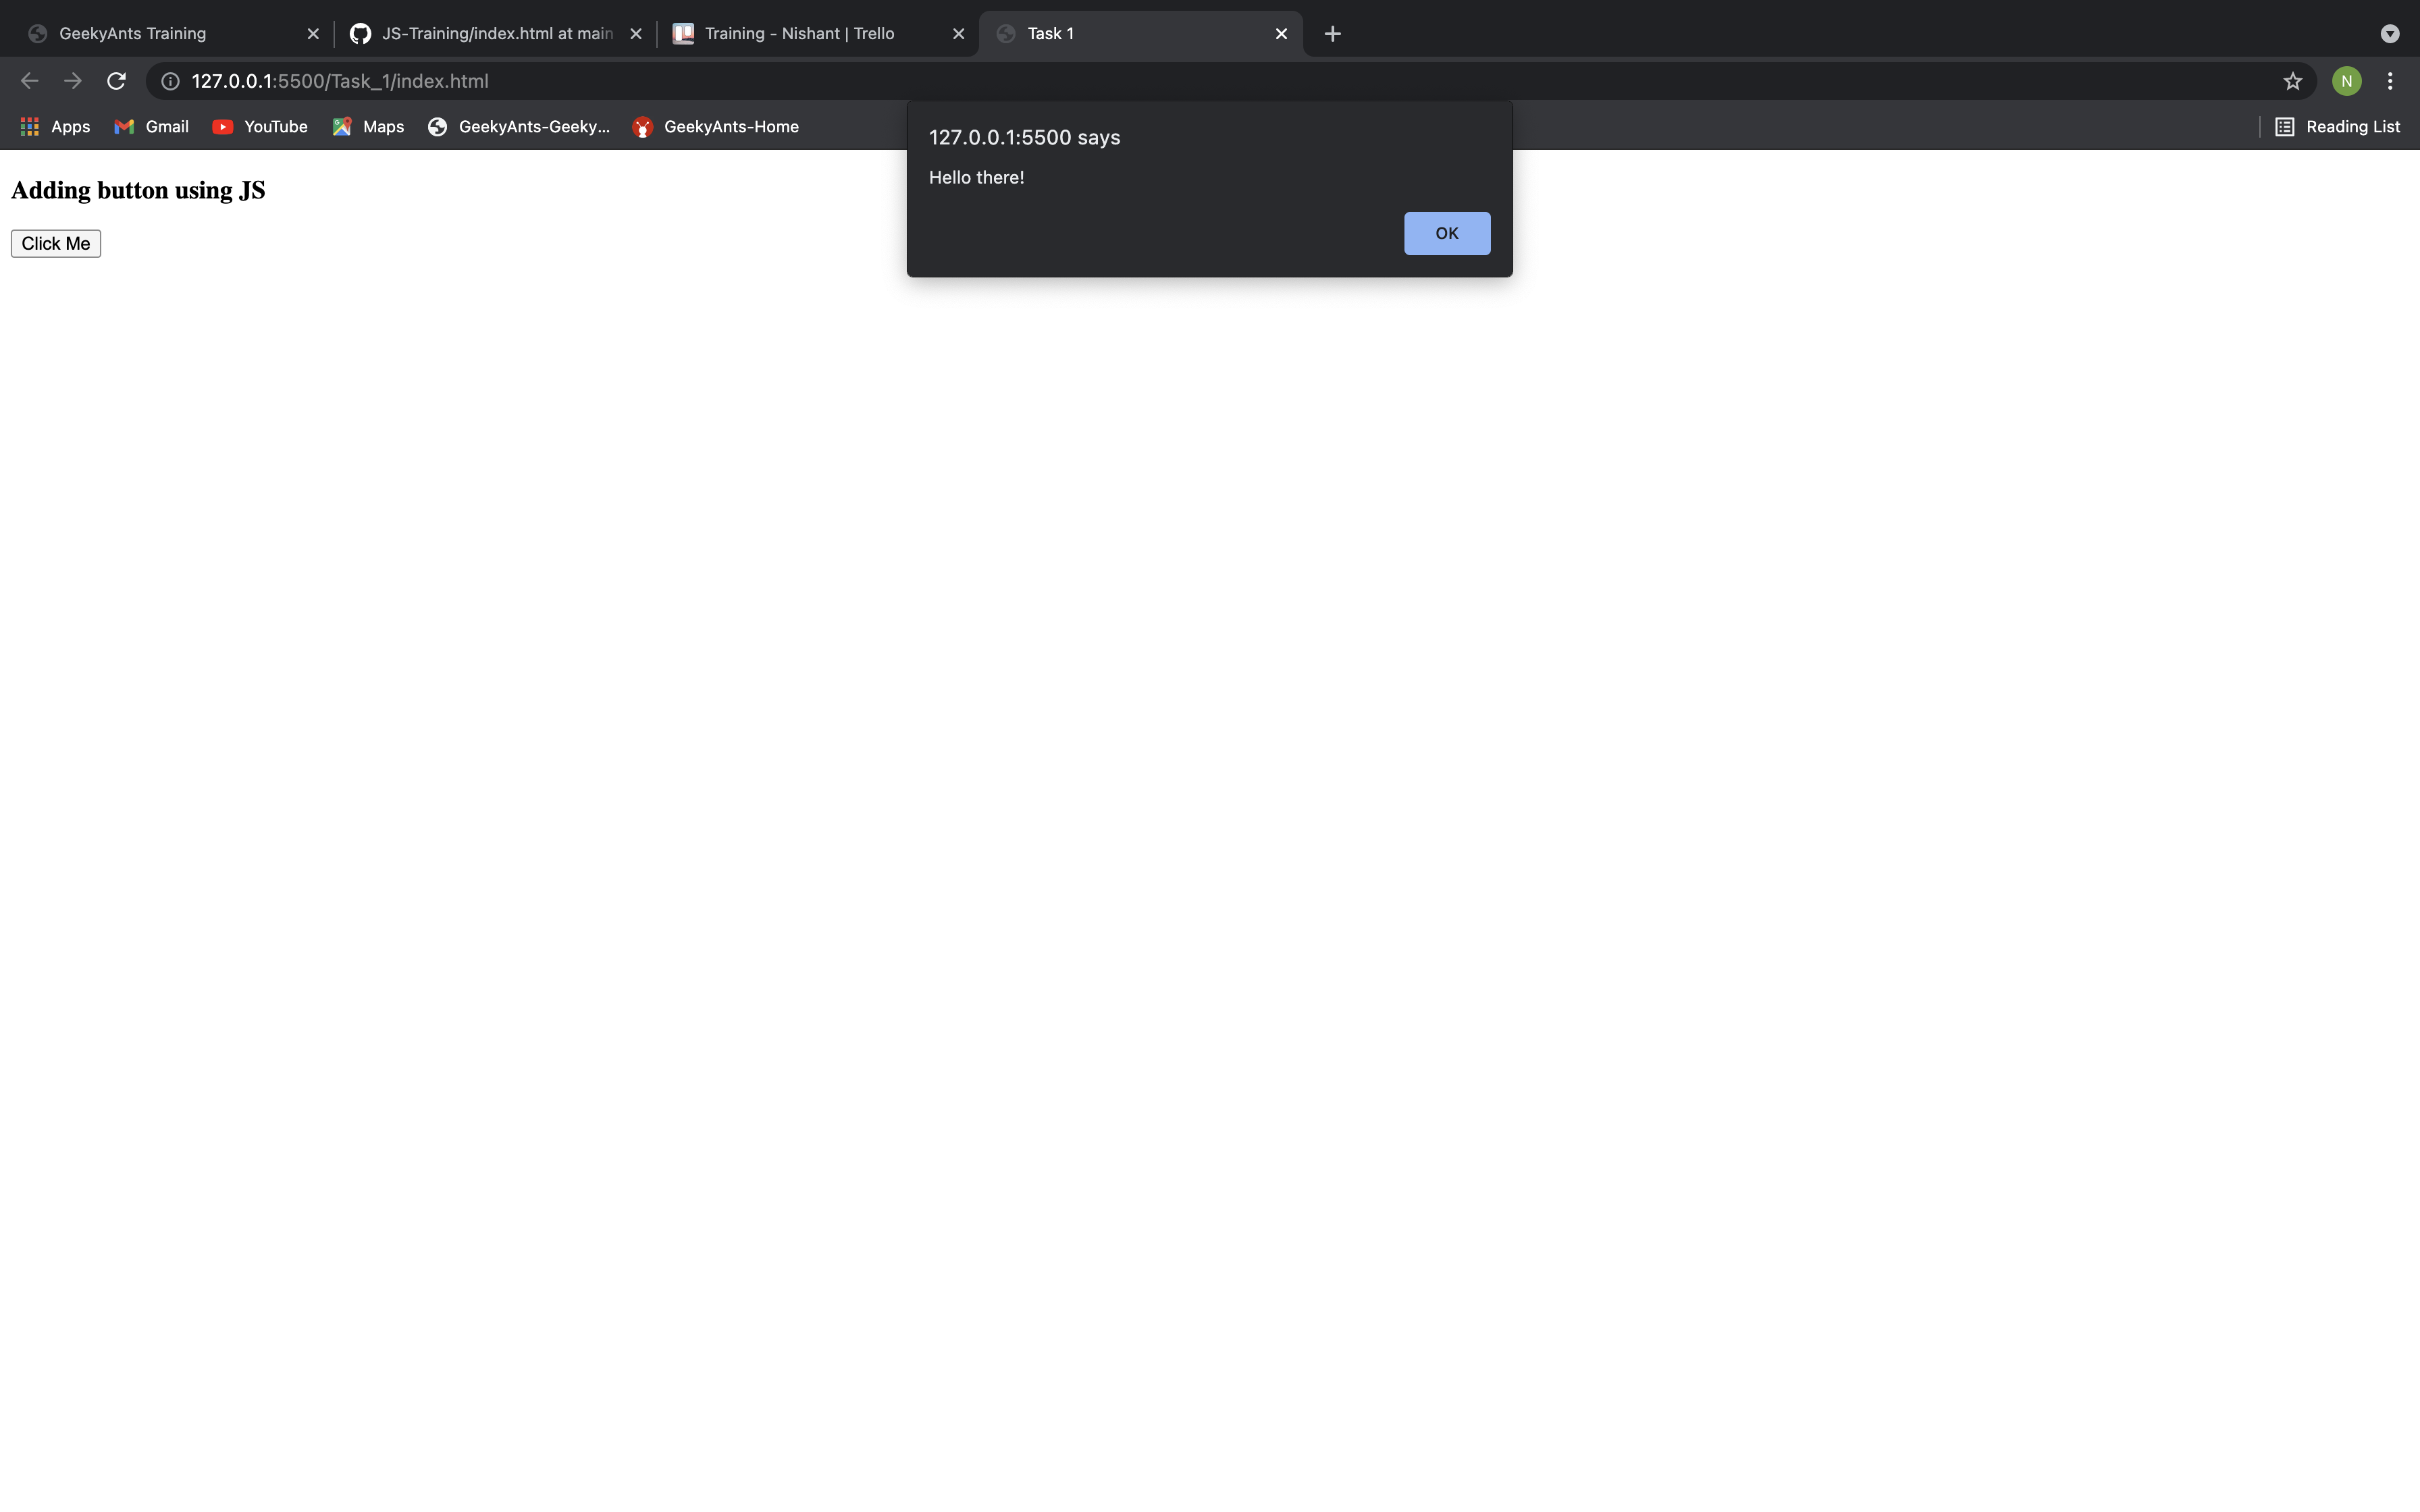 GeekyAnts Training
JS-Training/index.html at main
Training - Nishant | Trello
Task 1
127.0.0.1:5500/Task_1/index.html
N
Apps
Gmail
YouTube
Maps
GeekyAnts-Geeky...
GeekyAnts-Home
Reading List
127.0.0.1:5500 says
Hello there!
OK
Adding button using JS
Click Me